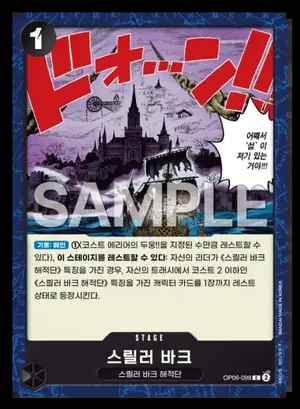 1
도오ㅡㄴ!!
어째서
'섬'이
저기 있는
거야!!!
SAMPLE
기동: 메인 ①(코스트 에리어의 두웅!!을 지정된 수만큼 레스트할 수
있다), 이 스테이지를 레스트할 수 있다: 자신의 리더가 《스릴러 바크
해적단》 특징을 가진 경우, 자신의 트래시에서 코스트 2 이하인
《스릴러 바크 해적단》 특징을 가진 캐릭터 카드를 1장까지 레스트
상태로 등장시킨다.
STAGE
스릴러 바크
스릴러 바크 해적단
OP06-098 C 2